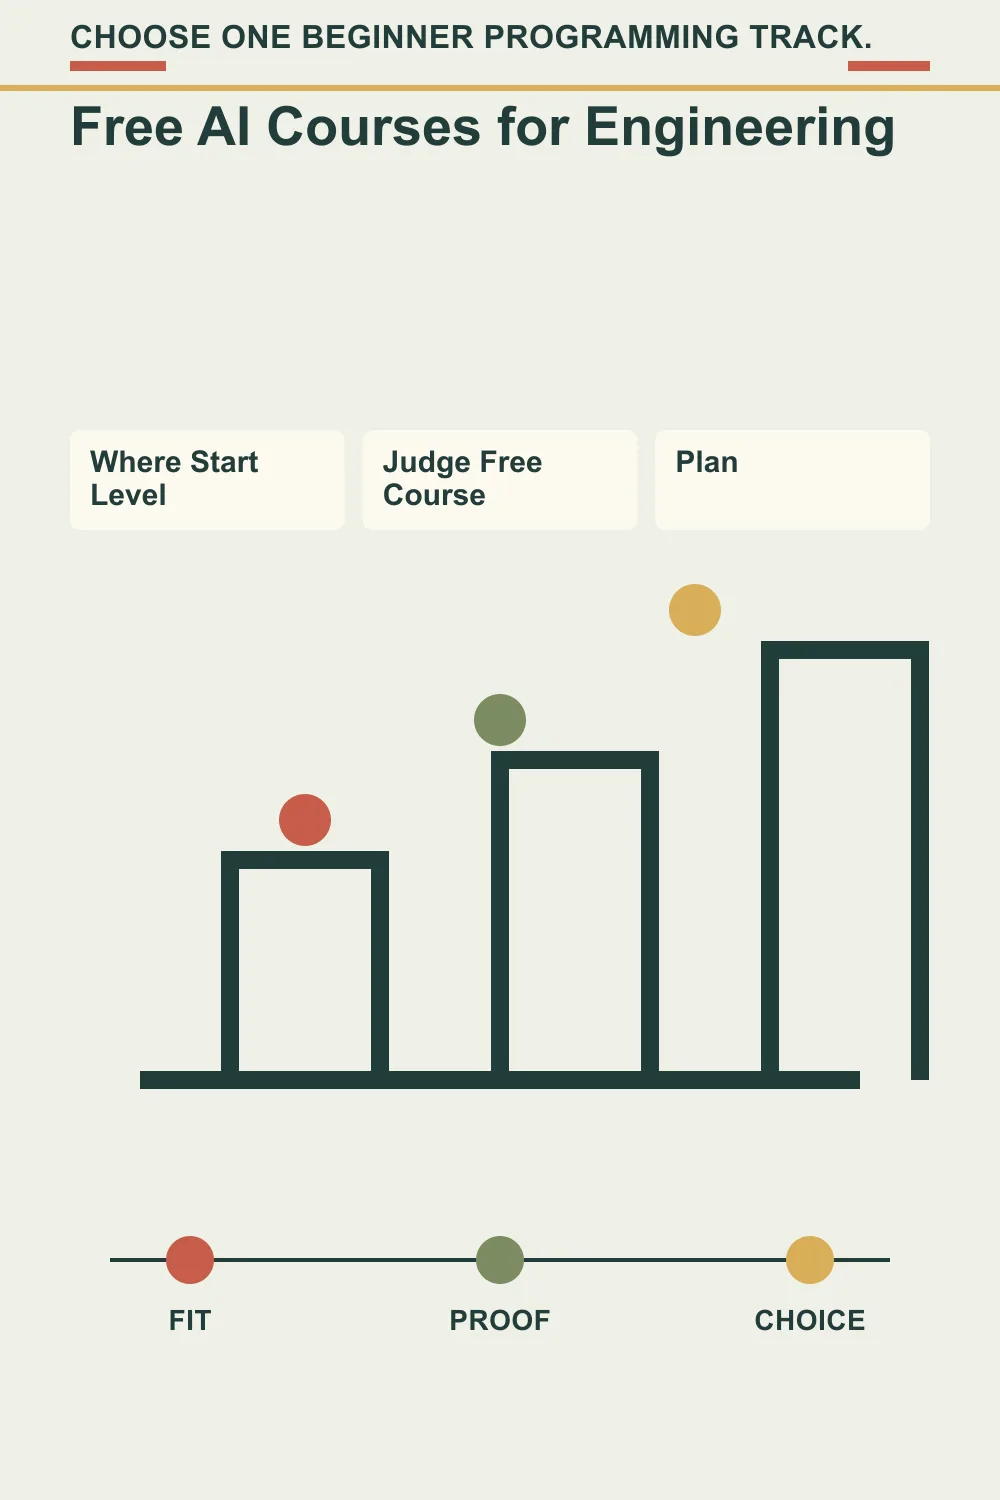 CHOOSE ONE BEGINNER PROGRAMMING TRACK.
Free AI Courses for Engineering
Where Start
Level
Judge Free
Course
Plan
FIT
PROOF
CHOICE